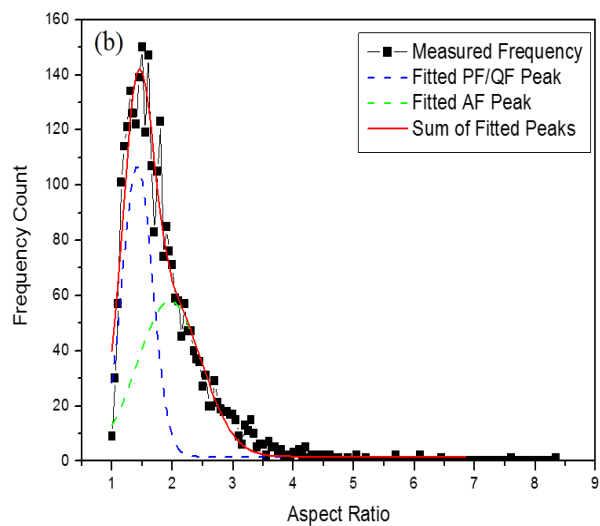 (b)
Measured Frequency
Fitted PF/QF Peak
Fitted AF Peak
Sum of Fitted Peaks
Frequency Count
160
140
120
100
80
60
40
20
0
0 1 2 3 4 5 6 7 8 9
Aspect Ratio